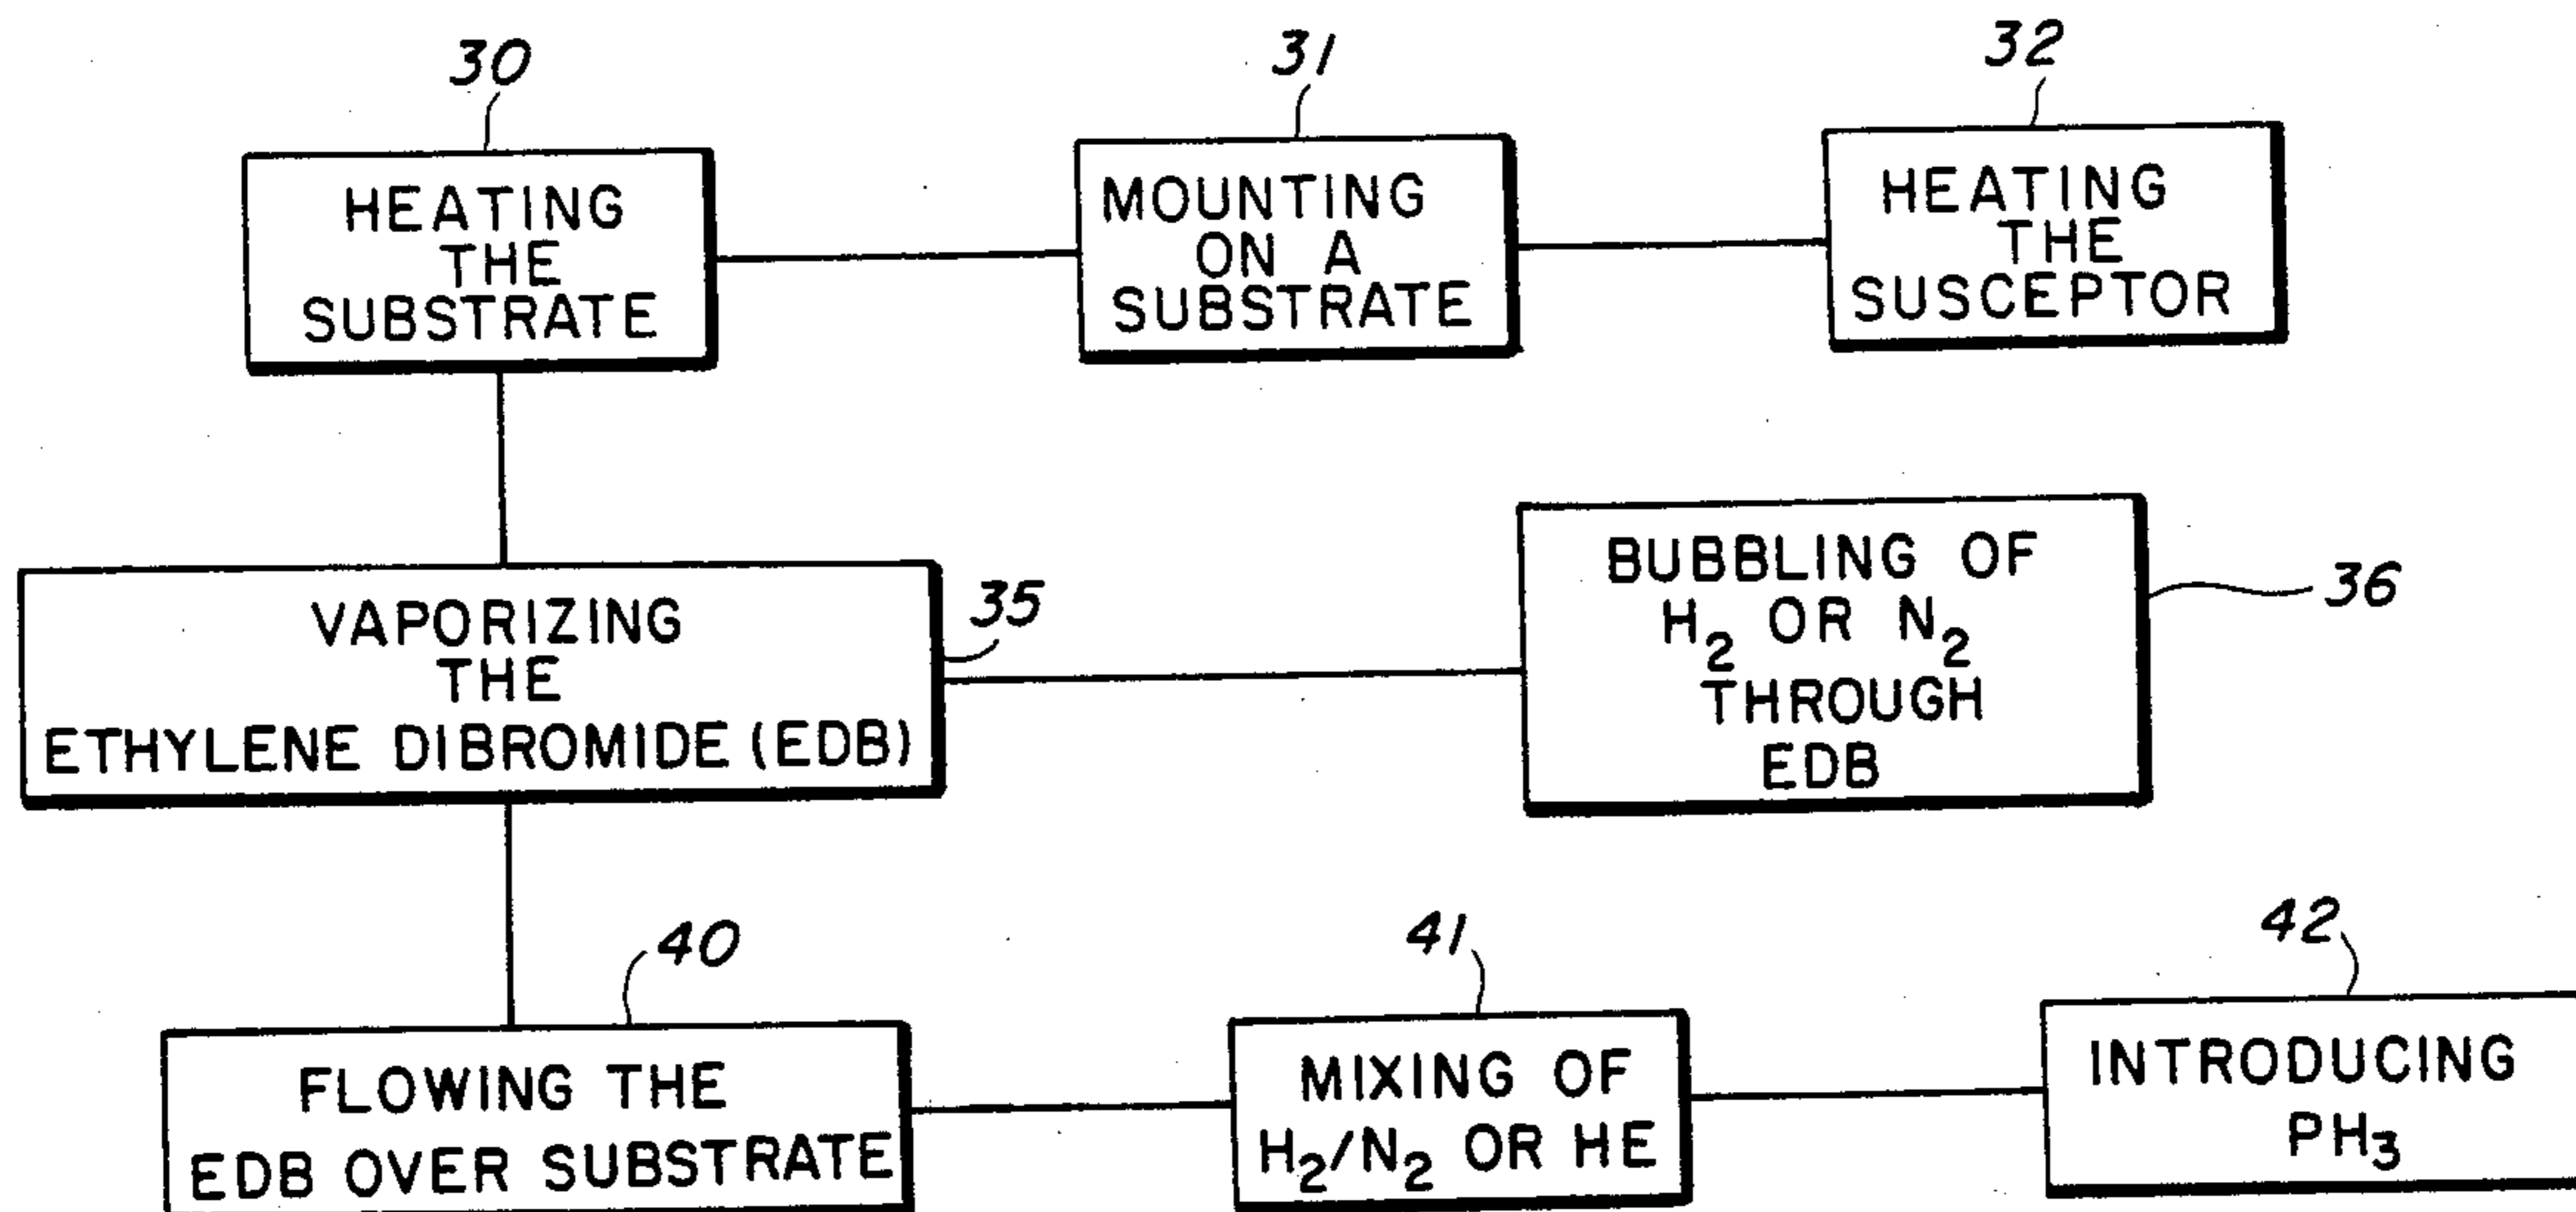 30
HEATING
THE
SUBSTRATE
31
MOUNTING
ON A
SUBSTRATE
32
HEATING
THE
SUSCEPTOR
VAPORIZING
THE
ETHYLENE DIBROMIDE (EDB)
35
BUBBLING OF
H₂ OR N₂
THROUGH
EDB
36
40
FLOWING THE
EDB OVER SUBSTRATE
41
MIXING OF
H₂/N₂ OR HE
42
INTRODUCING
PH₃